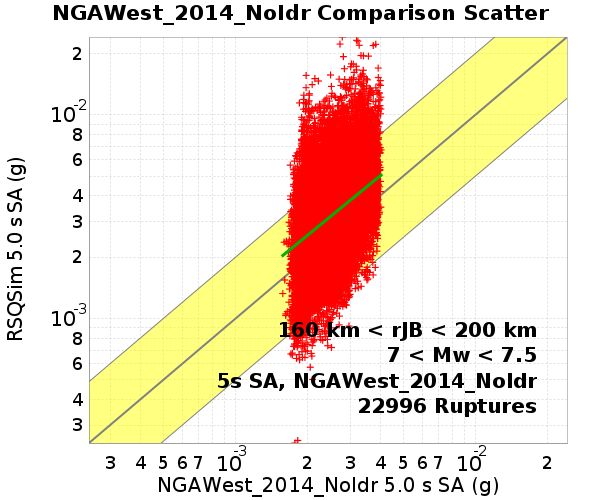 NGAWest_2014_NoIdr Comparison Scatter
RSQSim 5.0 s SA (g)
2
10-2
8
6
4
3
2
10-3
8
6
4
3
160 km < rJB < 200 km
7 < Mw < 7.5
5s SA, NGAWest_2014_NoIdr
22996 Ruptures
3 4 5 6 7 10-3 2 3 4 5 6 7 10-2 2
NGAWest_2014_NoIdr 5.0 s SA (g)